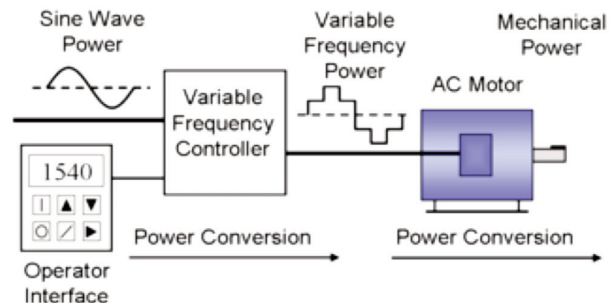 Sine Wave
Power
Variable
Frequency
Power
Mechanical
Power
AC Motor
Variable
Frequency
Controller
1540
Operator
Interface
Power Conversion
Power Conversion